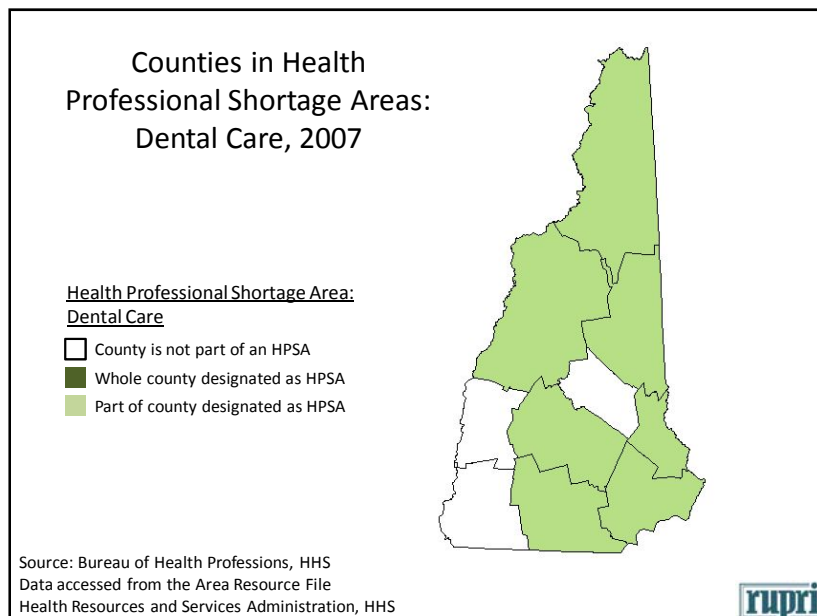 Counties in Health
Professional Shortage Areas:
Dental Care, 2007
Health Professional Shortage Area:
Dental Care
County is not part of an HPSA
Whole county designated as HPSA
Part of county designated as HPSA
Source: Bureau of Health Professions, HHS
Data accessed from the Area Resource File
Health Resources and Services Administration, HHS
rupri